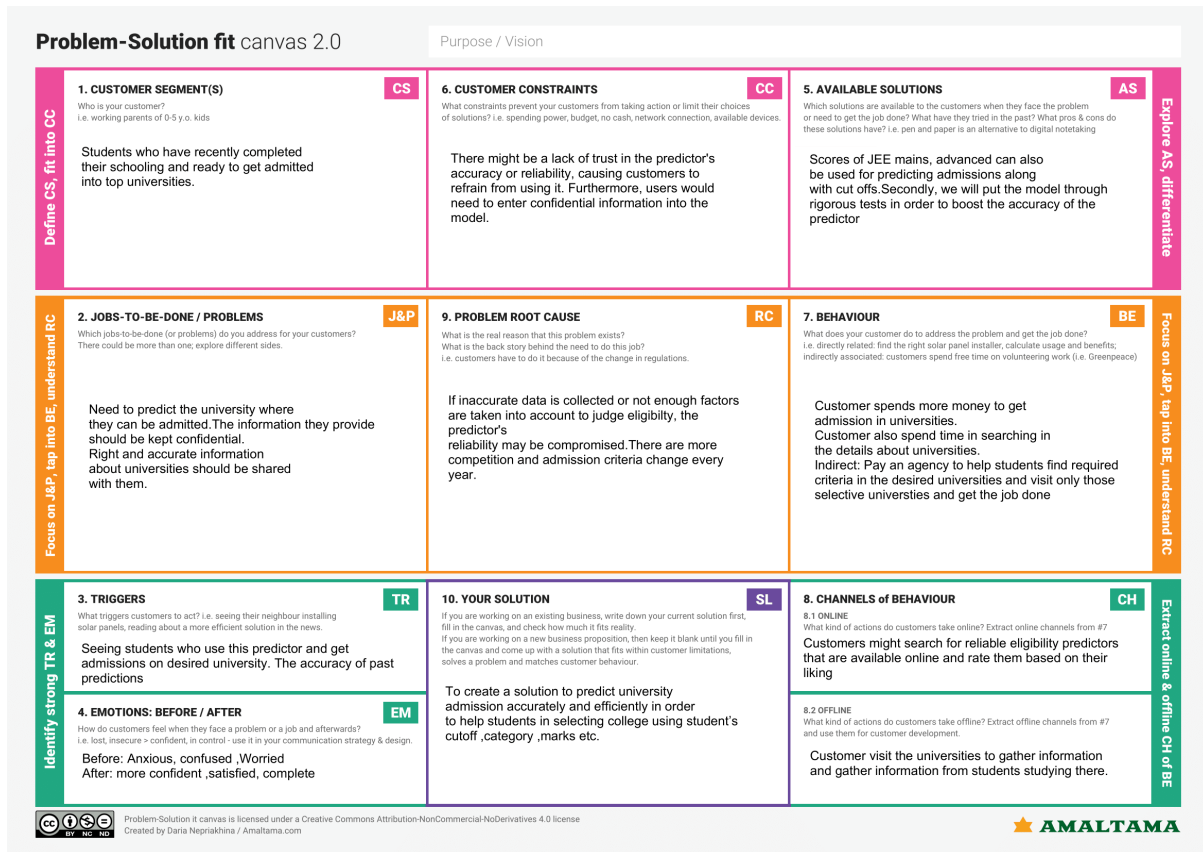 Problem-Solution fit canvas 2.0
Purpose / Vision
Define CS, fit into CC
1. CUSTOMER SEGMENT(S)
CS
Who is your customer?
i.e. working parents of 0-5 y.o. kids
Students who have recently completed
their schooling and ready to get admitted
into top universities.
6. CUSTOMER CONSTRAINTS
CC
What constraints prevent your customers from taking action or limit their choices
of solutions? i.e. spending power, budget, no cash, network connection, available devices.
There might be a lack of trust in the predictor's
accuracy or reliability, causing customers to
refrain from using it. Furthermore, users would
need to enter confidential information into the
model.
5. AVAILABLE SOLUTIONS
AS
Which solutions are available to the customers when they face the problem
or need to get the job done? What have they tried in the past? What pros & cons do
these solutions have? i.e. pen and paper is an alternative to digital notetaking
Scores of JEE mains, advanced can also
be used for predicting admissions along
with cut offs.Secondly, we will put the model through
rigorous tests in order to boost the accuracy of the
predictor
Explore AS, differentiate
Focus on J&P, tap into BE, understand RC
2. JOBS-TO-BE-DONE / PROBLEMS
J&P
Which jobs-to-be-done (or problems) do you address for your customers?
There could be more than one; explore different sides.
Need to predict the university where
they can be admitted.The information they provide
should be kept confidential.
Right and accurate information
about universities should be shared
with them.
9. PROBLEM ROOT CAUSE
RC
What is the real reason that this problem exists?
What is the back story behind the need to do this job?
i.e. customers have to do it because of the change in regulations.
If inaccurate data is collected or not enough factors
are taken into account to judge eligibilty, the
predictor's
reliability may be compromised.There are more
competition and admission criteria change every
year.
7. BEHAVIOUR
BE
What does your customer do to address the problem and get the job done?
i.e. directly related: find the right solar panel installer, calculate usage and benefits;
indirectly associated: customers spend free time on volunteering work (i.e. Greenpeace)
Customer spends more money to get
admission in universities.
Customer also spend time in searching in
the details about universities.
Indirect: Pay an agency to help students find required
criteria in the desired universities and visit only those
selective universties and get the job done
Focus on J&P, tap into BE, understand RC
Identify strong TR & EM
3. TRIGGERS
TR
What triggers customers to act? i.e. seeing their neighbour installing
solar panels, reading about a more efficient solution in the news.
Seeing students who use this predictor and get
admissions on desired university. The accuracy of past
predictions
4. EMOTIONS: BEFORE / AFTER
EM
How do customers feel when they face a problem or a job and afterwards?
i.e. lost, insecure > confident, in control - use it in your communication strategy & design.
Before: Anxious, confused ,Worried
After: more confident ,satisfied, complete
10. YOUR SOLUTION
SL
If you are working on an existing business, write down your current solution first,
fill in the canvas, and check how much it fits reality.
If you are working on a new business proposition, then keep it blank until you fill in
the canvas and come up with a solution that fits within customer limitations,
solves a problem and matches customer behaviour.
To create a solution to predict university
admission accurately and efficiently in order
to help students in selecting college using student’s
cutoff ,category ,marks etc.
8. CHANNELS of BEHAVIOUR
CH
8.1 ONLINE
What kind of actions do customers take online? Extract online channels from #7
Customers might search for reliable eligibility predictors
that are available online and rate them based on their
liking
8.2 OFFLINE
What kind of actions do customers take offline? Extract offline channels from #7
and use them for customer development.
Customer visit the universities to gather information
and gather information from students studying there.
Extract online & offline CH of BE
CC BY NC ND
Problem-Solution it canvas is licensed under a Creative Commons Attribution-NonCommercial-NoDerivatives 4.0 license
Created by Daria Nepriakhina / Amaltama.com
AMALTAMA